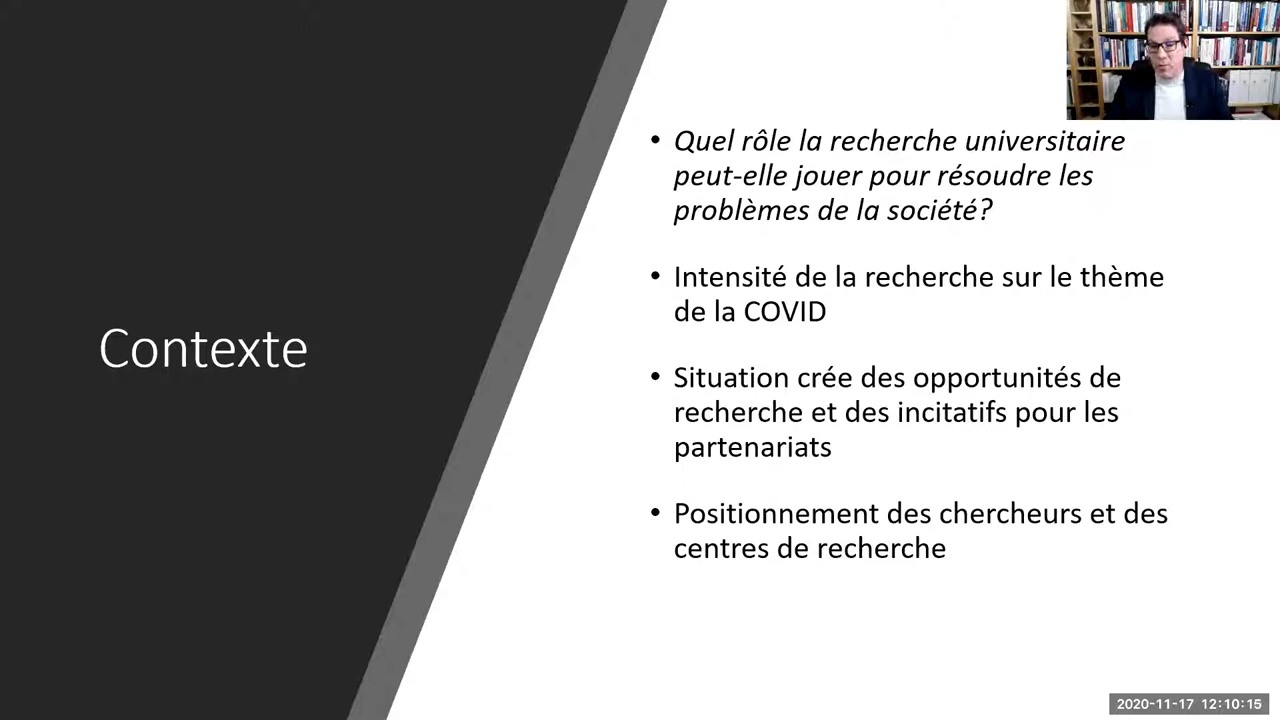 Contexte
• Quel rôle la recherche universitaire
peut-elle jouer pour résoudre les
problèmes de la société?
• Intensité de la recherche sur le thème
de la COVID
• Situation crée des opportunités de
recherche et des incitatifs pour les
partenariats
• Positionnement des chercheurs et des
centres de recherche
2020-11-17 12:10:15